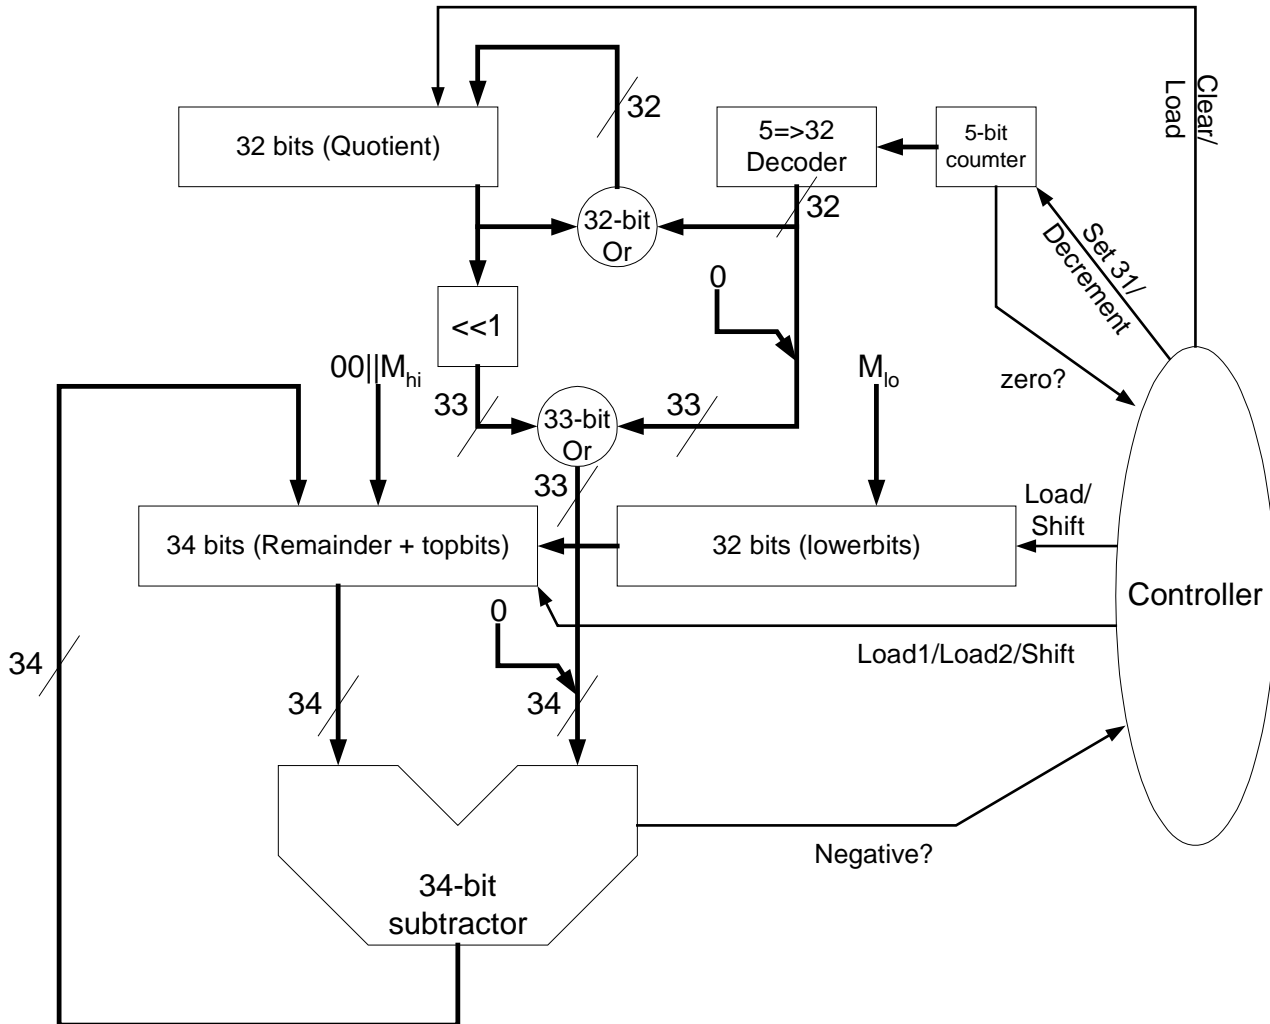 Clear/
Load
32
32 bits (Quotient)
5=>32
Decoder
5-bit
coumter
32
32-bit
Or
Set 31/
Decrement
0
<<1
00||Mhi
Mlo
zero?
33
33
33-bit
Or
33
Load/
Shift
34 bits (Remainder + topbits)
32 bits (lowerbits)
Controller
0
Load1/Load2/Shift
34
34
34
Negative?
34-bit
subtractor